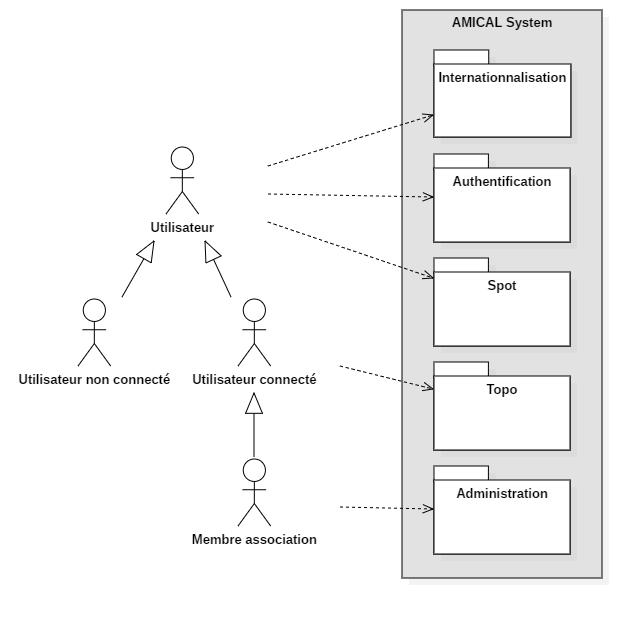 AMICAL System
Internationnalisation
Authentification
Utilisateur
Spot
Utilisateur non connecté
Utilisateur connecté
Topo
Administration
Membre association